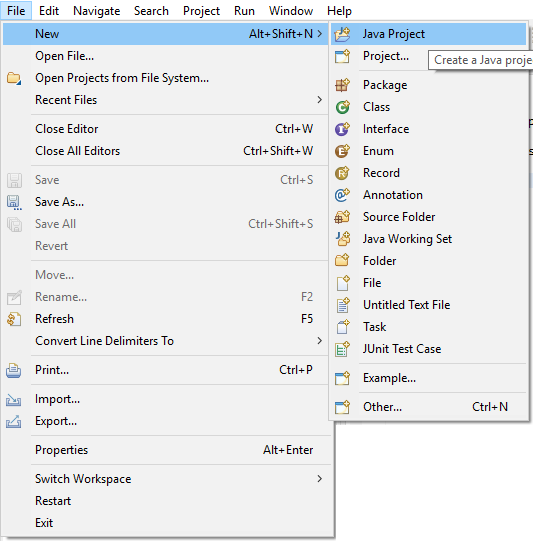 File Edit Navigate Search Project Run Window Help
New Alt+Shift+N
Open File...
Open Projects from File System...
Recent Files
Close Editor Ctrl+W
Close All Editors Ctrl+Shift+W
Save Ctrl+S
Save As...
Save All Ctrl+Shift+S
Revert
Move...
Rename... F2
Refresh F5
Convert Line Delimiters To
Print... Ctrl+P
Import...
Export...
Properties Alt+Enter
Switch Workspace
Restart
Exit
Java Project
Project...
Create a Java proje
Package
Class
Interface
Enum
Record
Annotation
Source Folder
Java Working Set
Folder
File
Untitled Text File
Task
JUnit Test Case
Example...
Other... Ctrl+N